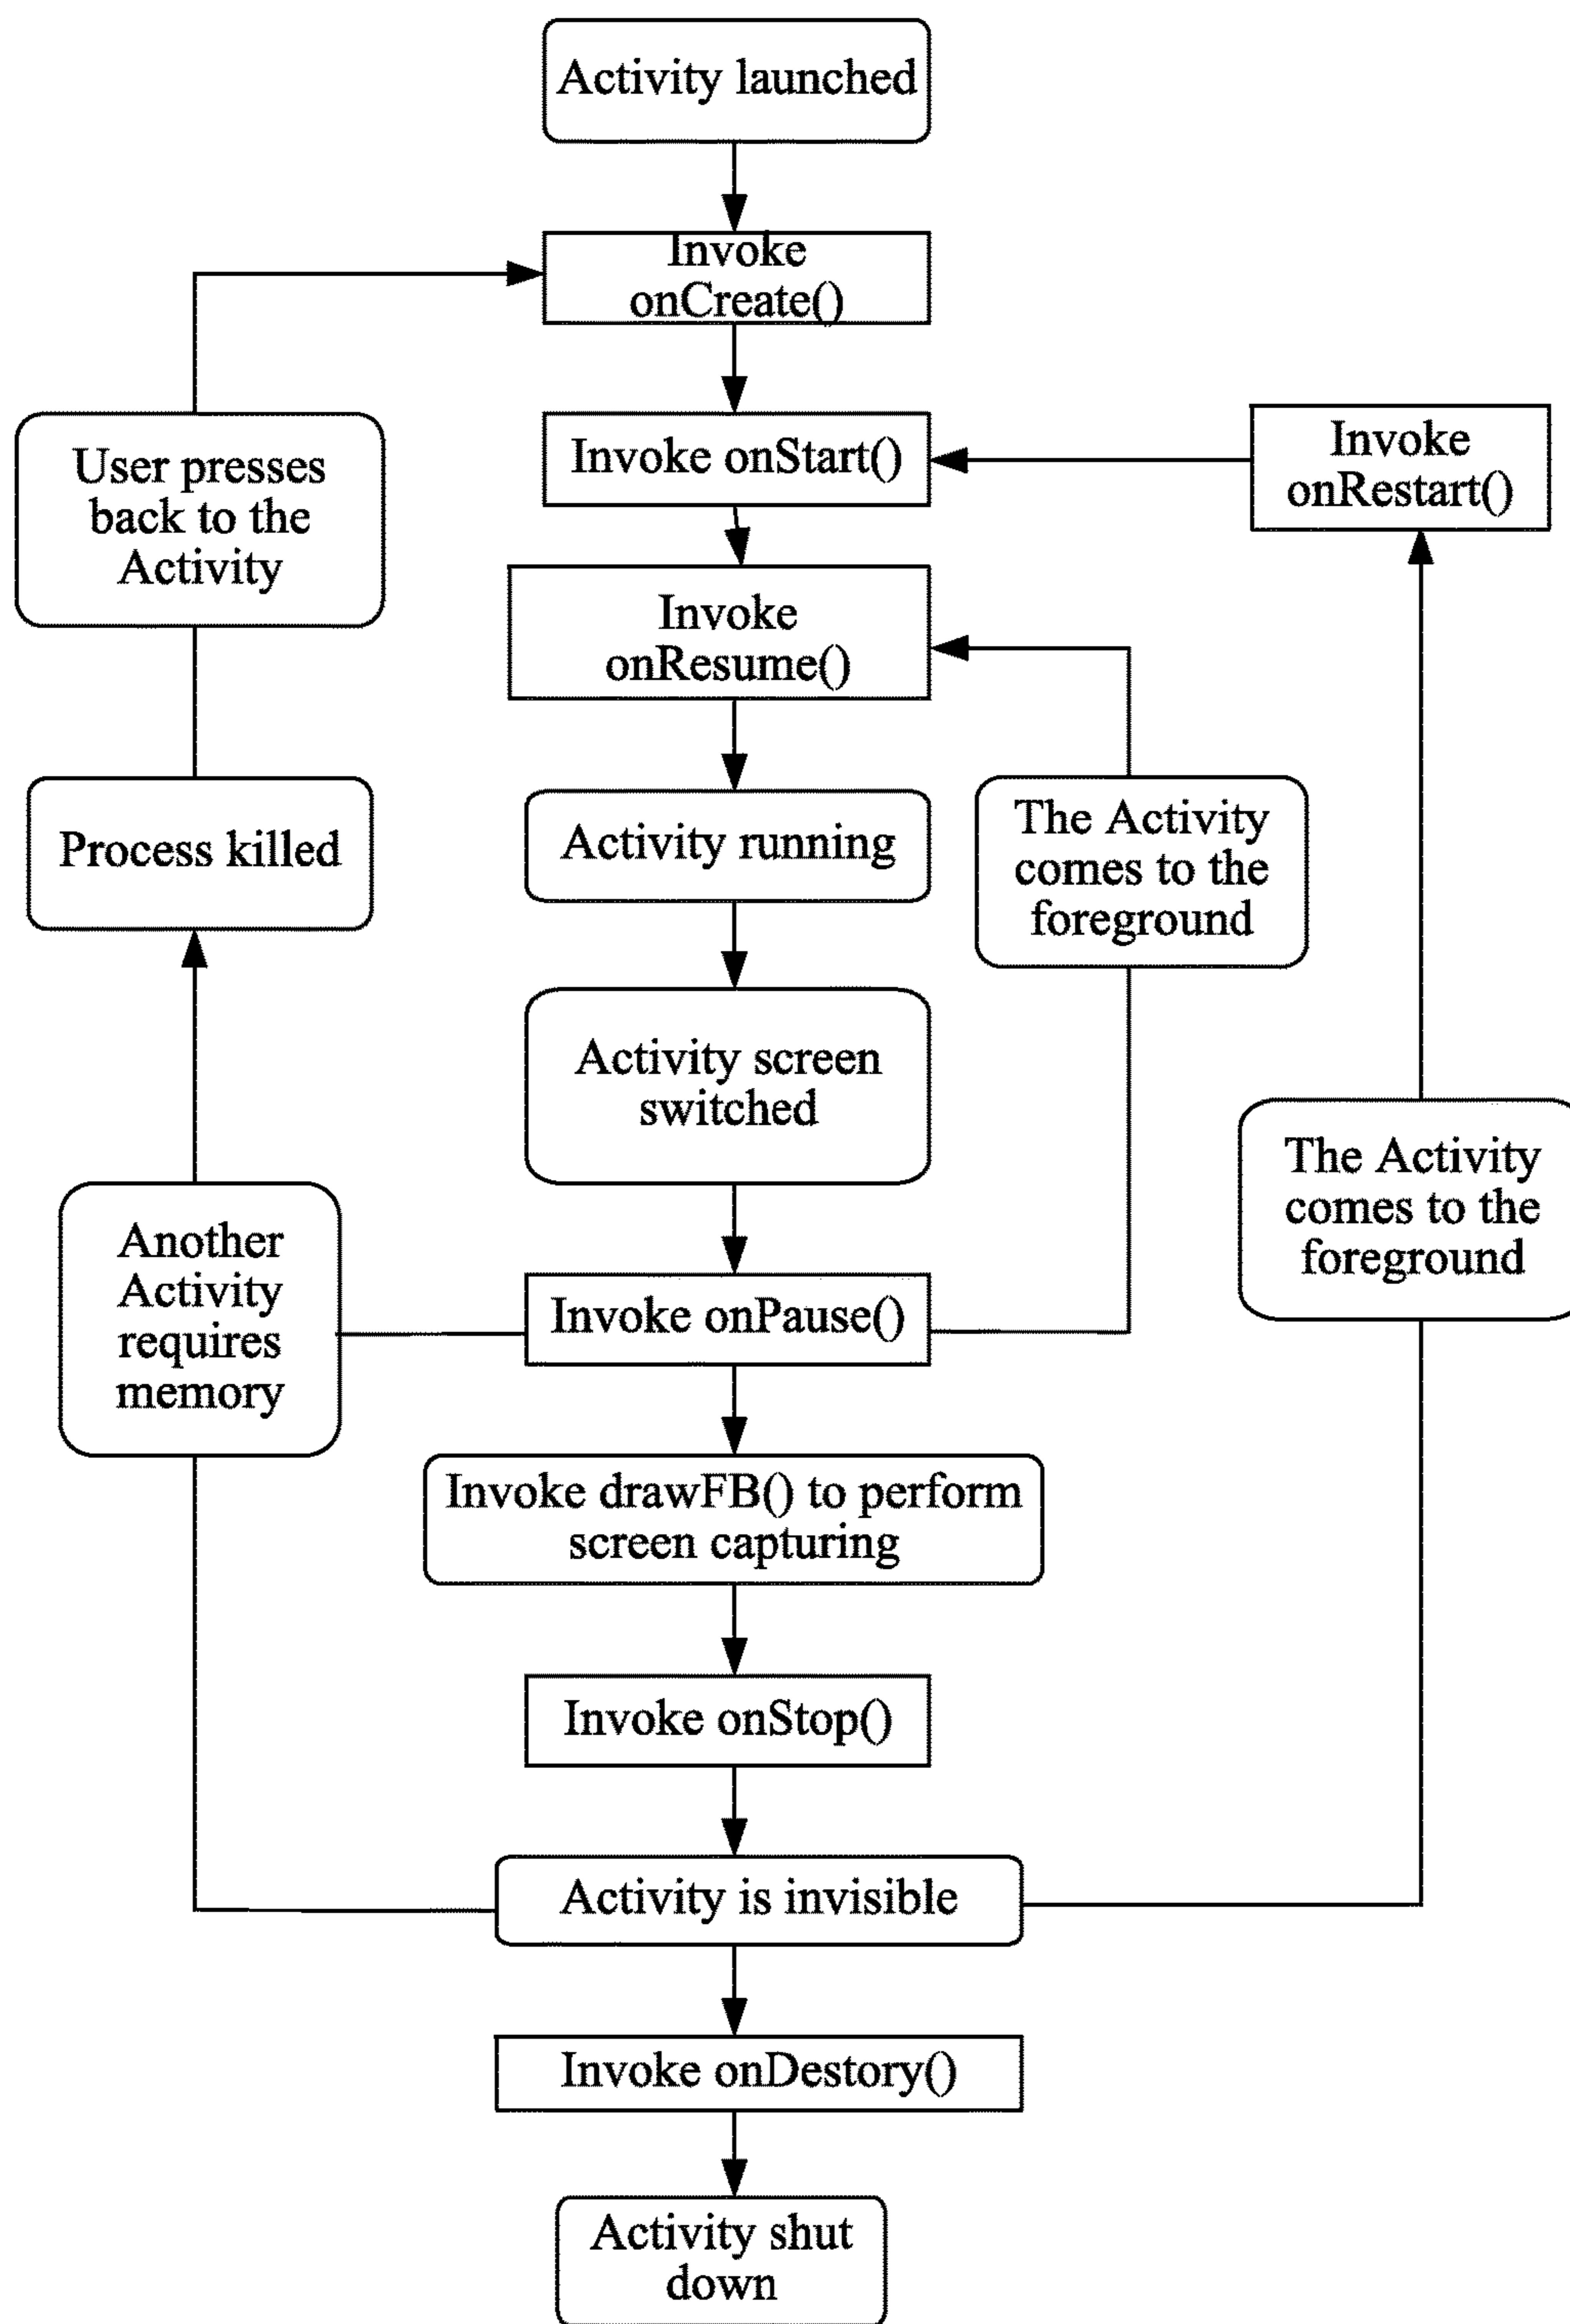 Activity launched
Invoke
onCreate()
User presses
back to the
Activity
Invoke onStart()
Invoke
onRestart()
Invoke
onResume()
Process killed
Activity running
The Activity
comes to the
foreground
Activity screen
switched
The Activity
comes to the
foreground
Another
Activity
requires
memory
Invoke onPause()
Invoke drawFB() to perform
screen capturing
Invoke onStop()
Activity is invisible
Invoke onDestory()
Activity shut
down